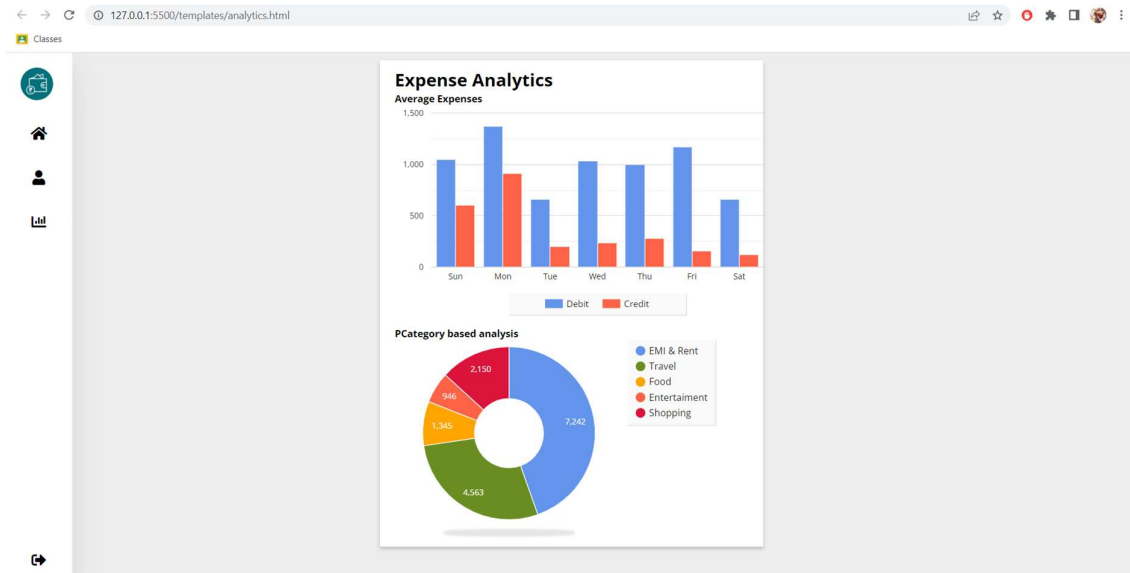 127.0.0.1:5500/templates/analytics.html
Classes
Expense Analytics
Average Expenses
1,500
1,000
500
0
Sun Mon Tue Wed Thu Fri Sat
Debit Credit
PCategory based analysis
EMI & Rent
Travel
Food
Entertaiment
Shopping
2,150
946
1,345
7,242
4,563